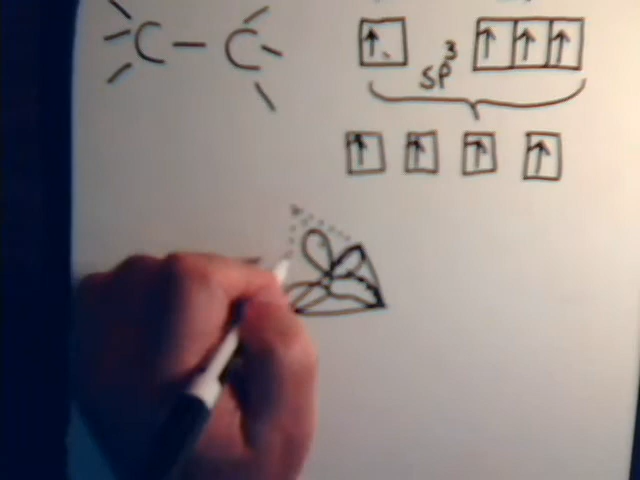 C — C
↑ ↑ ↑ ↑
SP³
↑ ↑ ↑ ↑